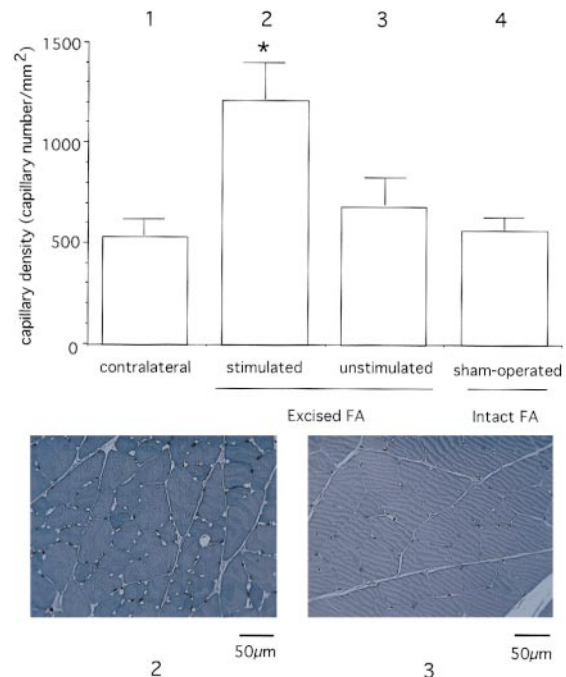 1 2 3 4
*
capillary density (capillary number/mm²)
1500
1000
500
0
contralateral stimulated unstimulated sham-operated
Excised FA Intact FA
50μm 50μm
2 3